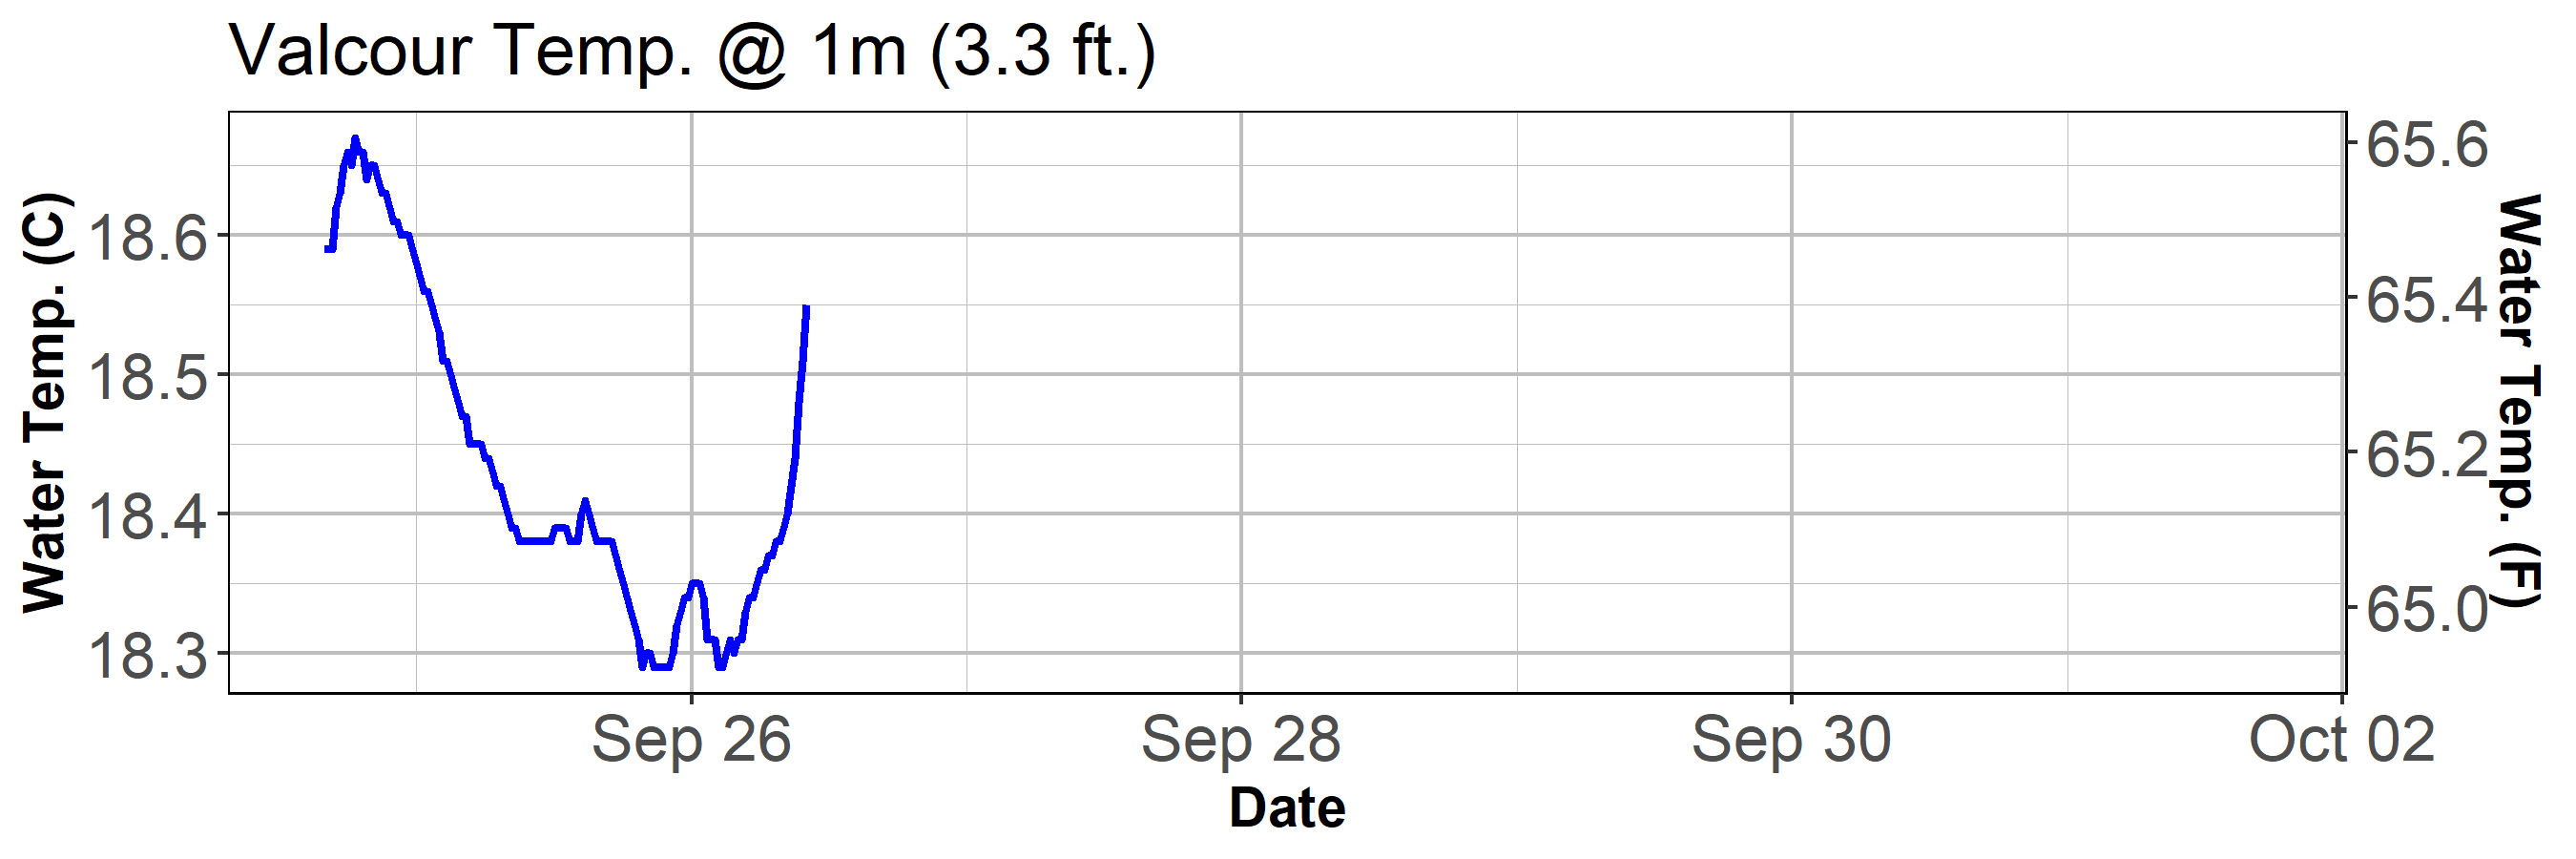 Valcour Temp. @ 1m (3.3 ft.)
Water Temp. (C)
18.6
18.5
18.4
18.3
65.6
65.4
65.2
65.0
Water Temp. (F)
Sep 26 Sep 28 Sep 30 Oct 02
Date